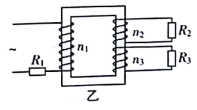 ~
R₁
n₁
n₂
n₃
R₂
R₃
乙